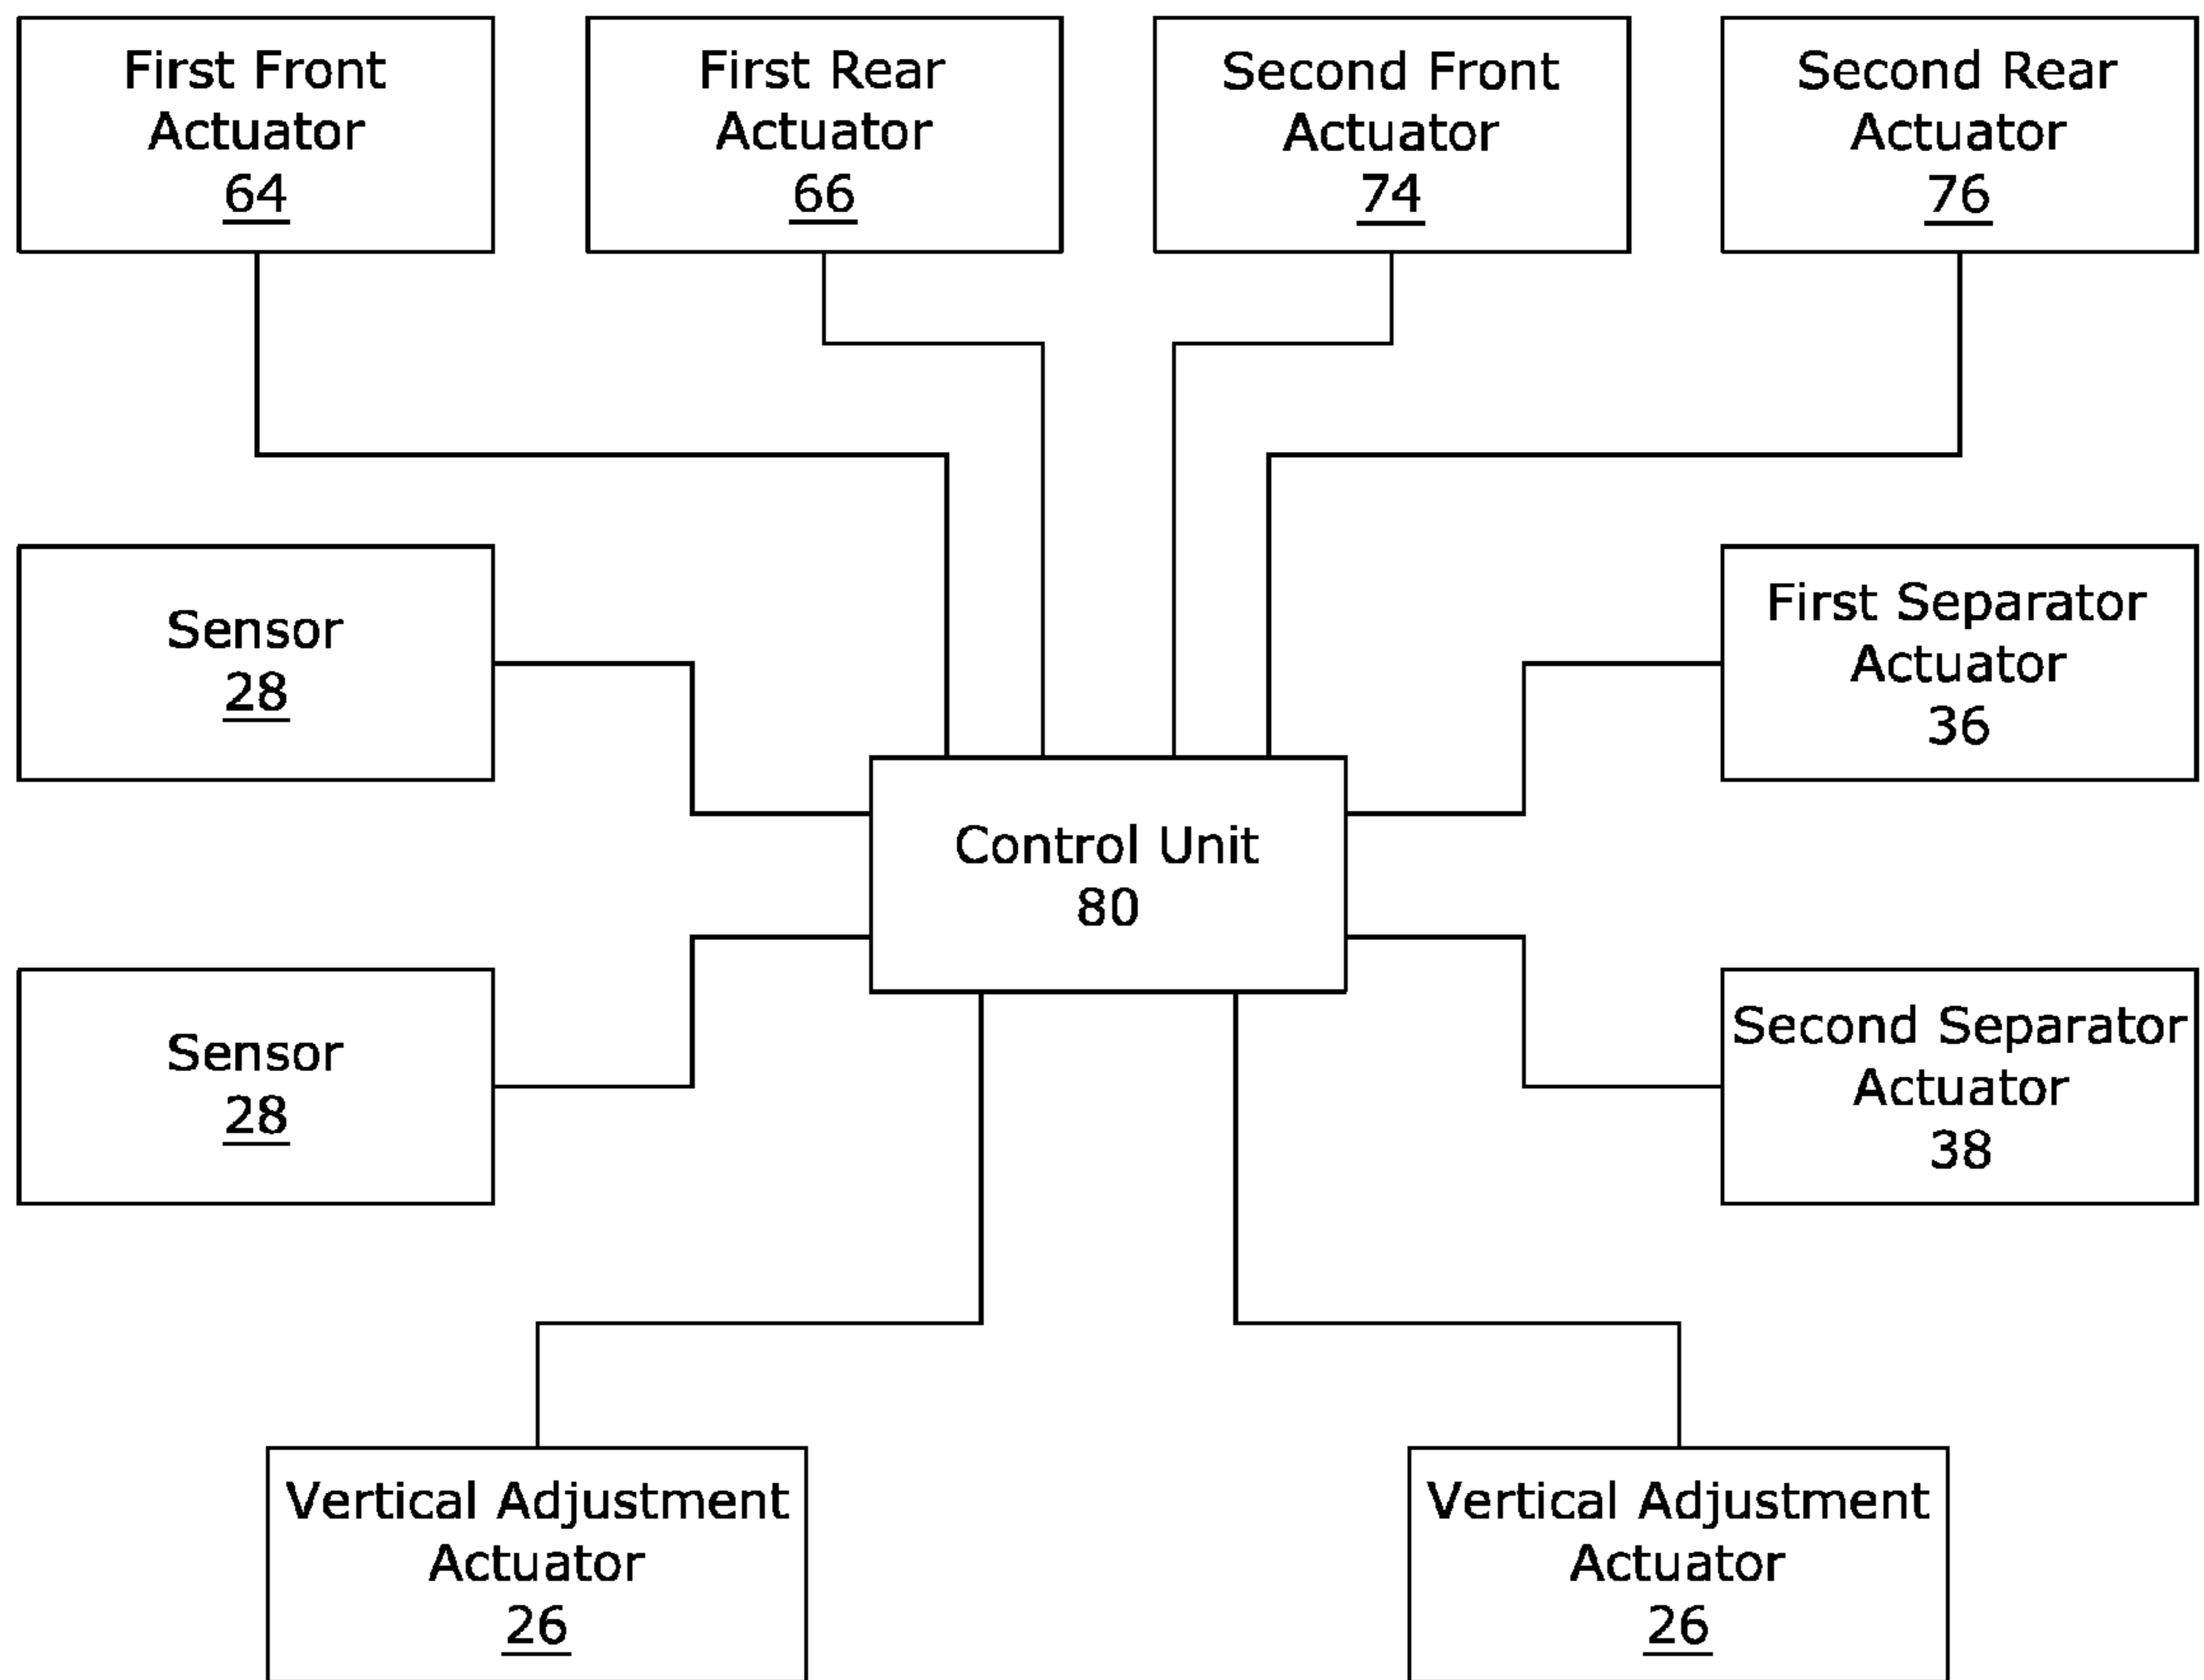 First Front
Actuator
64
First Rear
Actuator
66
Second Front
Actuator
74
Second Rear
Actuator
76
Sensor
28
First Separator
Actuator
36
Control Unit
80
Sensor
28
Second Separator
Actuator
38
Vertical Adjustment
Actuator
26
Vertical Adjustment
Actuator
26